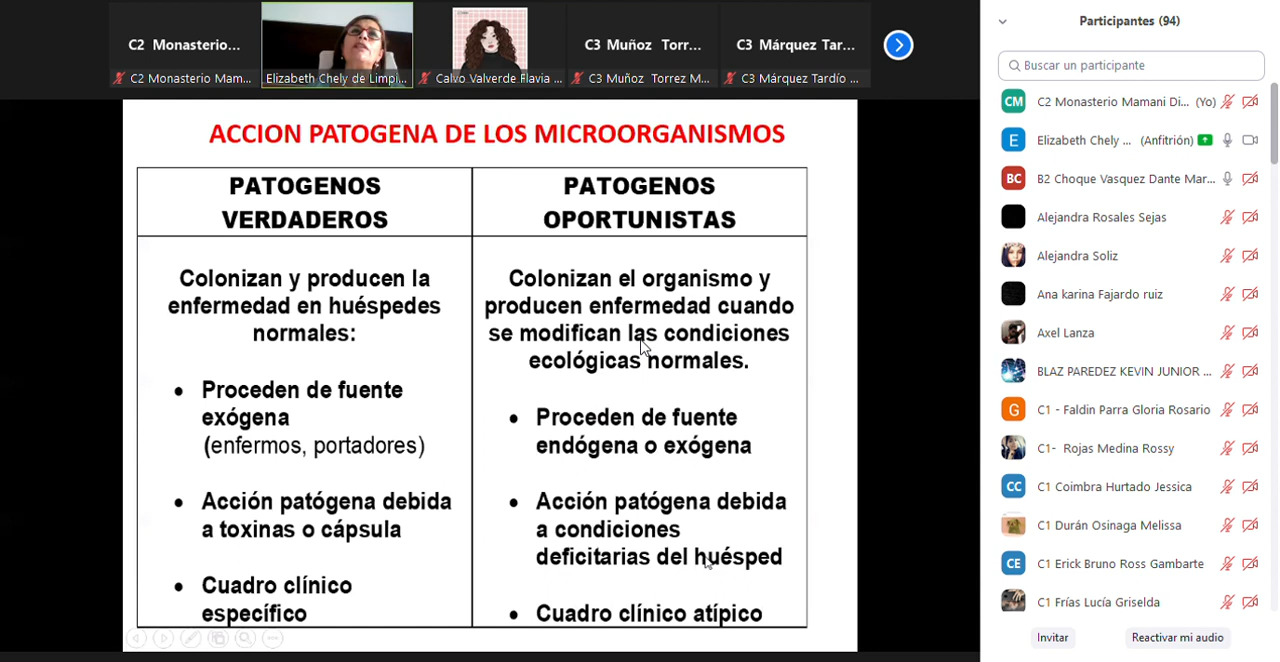 C2 Monasterio...
C3 Muñoz Torr...
C3 Márquez Tar...
C2 Monasterio Mam...
Elizabeth Chely de Limpi...
Calvo Valverde Flavia ...
C3 Muñoz Torrez M...
C3 Márquez Tardío ...
ACCION PATOGENA DE LOS MICROORGANISMOS
PATOGENOS
VERDADEROS
Colonizan y producen la
enfermedad en huéspedes
normales:
• Proceden de fuente
exógena
(enfermos, portadores)
• Acción patógena debida
a toxinas o cápsula
• Cuadro clínico
específico
PATOGENOS
OPORTUNISTAS
Colonizan el organismo y
producen enfermedad cuando
se modifican las condiciones
ecológicas normales.
• Proceden de fuente
endógena o exógena
• Acción patógena debida
a condiciones
deficitarias del huésped
• Cuadro clínico atípico
Participantes (94)
Buscar un participante
CM C2 Monasterio Mamani Di... (Yo)
E Elizabeth Chely ... (Anfitrión)
BC B2 Choque Vasquez Dante Mar...
Alejandra Rosales Sejas
Alejandra Soliz
Ana karina Fajardo ruiz
Axel Lanza
BLAZ PAREDEZ KEVIN JUNIOR ...
G C1 - Faldin Parra Gloria Rosario
C1- Rojas Medina Rossy
CC C1 Coimbra Hurtado Jessica
C1 Durán Osinaga Melissa
CE C1 Erick Bruno Ross Gambarte
C1 Frías Lucía Griselda
Invitar
Reactivar mi audio